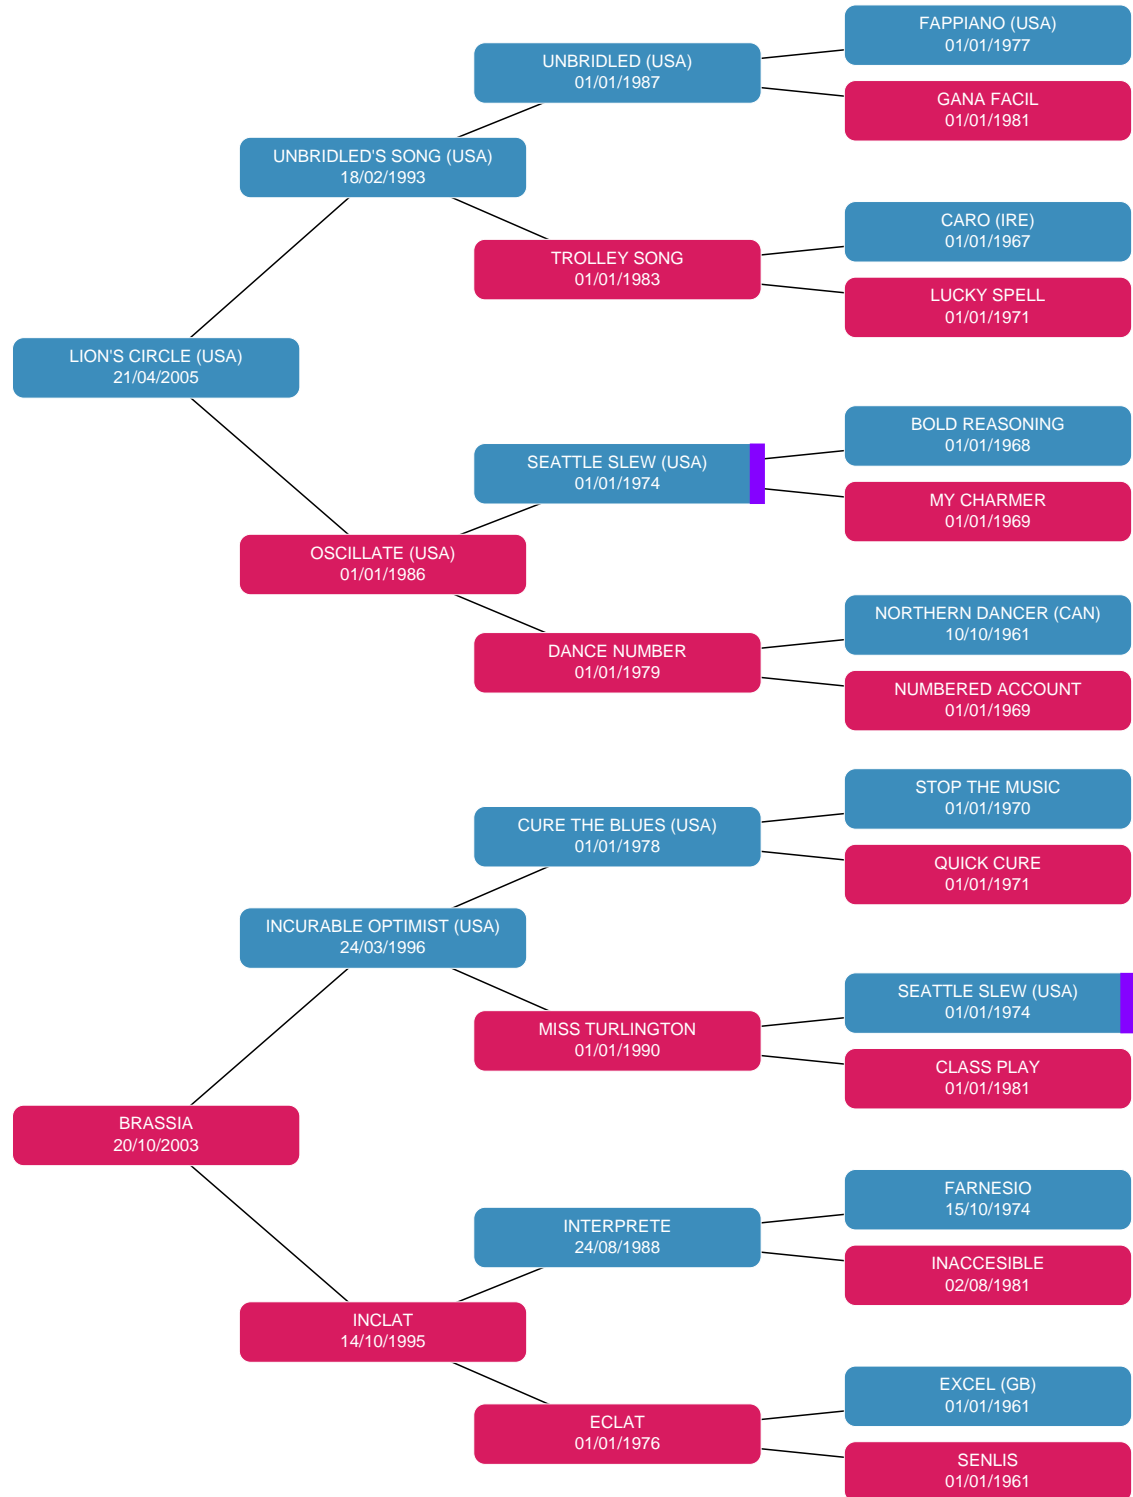 FAPPIANO (USA)
01/01/1977
UNBRIDLED (USA)
01/01/1987
GANA FACIL
01/01/1981
UNBRIDLED'S SONG (USA)
18/02/1993
CARO (IRE)
01/01/1967
TROLLEY SONG
01/01/1983
LUCKY SPELL
01/01/1971
LION'S CIRCLE (USA)
21/04/2005
BOLD REASONING
01/01/1968
SEATTLE SLEW (USA)
01/01/1974
MY CHARMER
01/01/1969
OSCILLATE (USA)
01/01/1986
NORTHERN DANCER (CAN)
10/10/1961
DANCE NUMBER
01/01/1979
NUMBERED ACCOUNT
01/01/1969
STOP THE MUSIC
01/01/1970
CURE THE BLUES (USA)
01/01/1978
QUICK CURE
01/01/1971
INCURABLE OPTIMIST (USA)
24/03/1996
SEATTLE SLEW (USA)
01/01/1974
MISS TURLINGTON
01/01/1990
CLASS PLAY
01/01/1981
BRASSIA
20/10/2003
FARNESIO
15/10/1974
INTERPRETE
24/08/1988
INACCESIBLE
02/08/1981
INCLAT
14/10/1995
EXCEL (GB)
01/01/1961
ECLAT
01/01/1976
SENLIS
01/01/1961